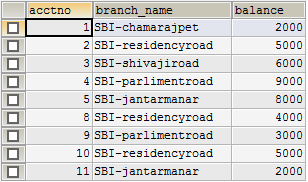 acctno branch_name balance
1 SBI-chamarajpet 2000
2 SBI-residencyroad 5000
3 SBI-shivajiroad 6000
4 SBI-parlimentroad 9000
5 SBI-jantarmanar 8000
8 SBI-residencyroad 4000
9 SBI-parlimentroad 3000
10 SBI-residencyroad 5000
11 SBI-jantarmanar 2000